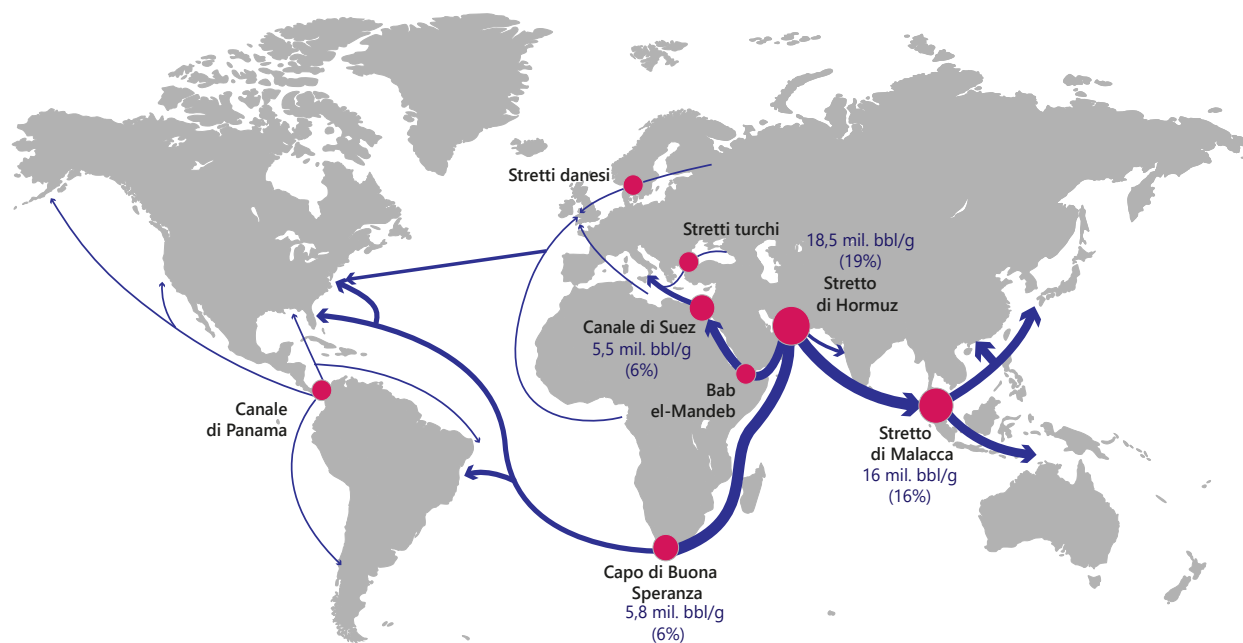 Stretti danesi
Stretti turchi
18,5 mil. bbl/g
(19%)
Stretto
di Hormuz
Canale di Suez
5,5 mil. bbl/g
(6%)
Bab
el-Mandeb
Canale
di Panama
Stretto
di Malacca
16 mil. bbl/g
(16%)
Capo di Buona
Speranza
5,8 mil. bbl/g
(6%)